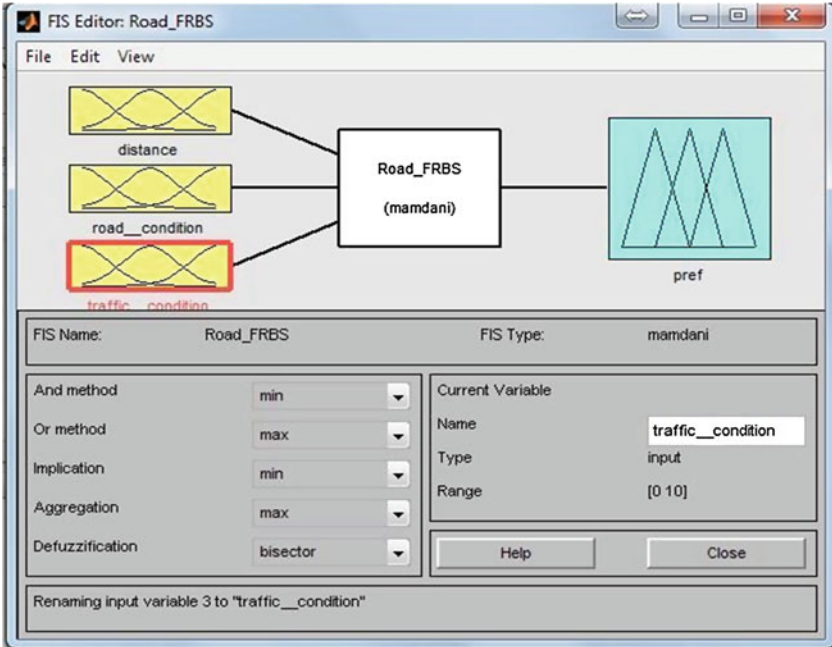 FIS Editor: Road_FRBS
File Edit View
distance
road__condition
traffic__condition
Road_FRBS
(mamdani)
pref
FIS Name: Road_FRBS FIS Type: mamdani
And method min
Or method max
Implication min
Aggregation max
Defuzzification bisector
Current Variable
Name traffic__condition
Type input
Range [0 10]
Help Close
Renaming input variable 3 to "traffic__condition"